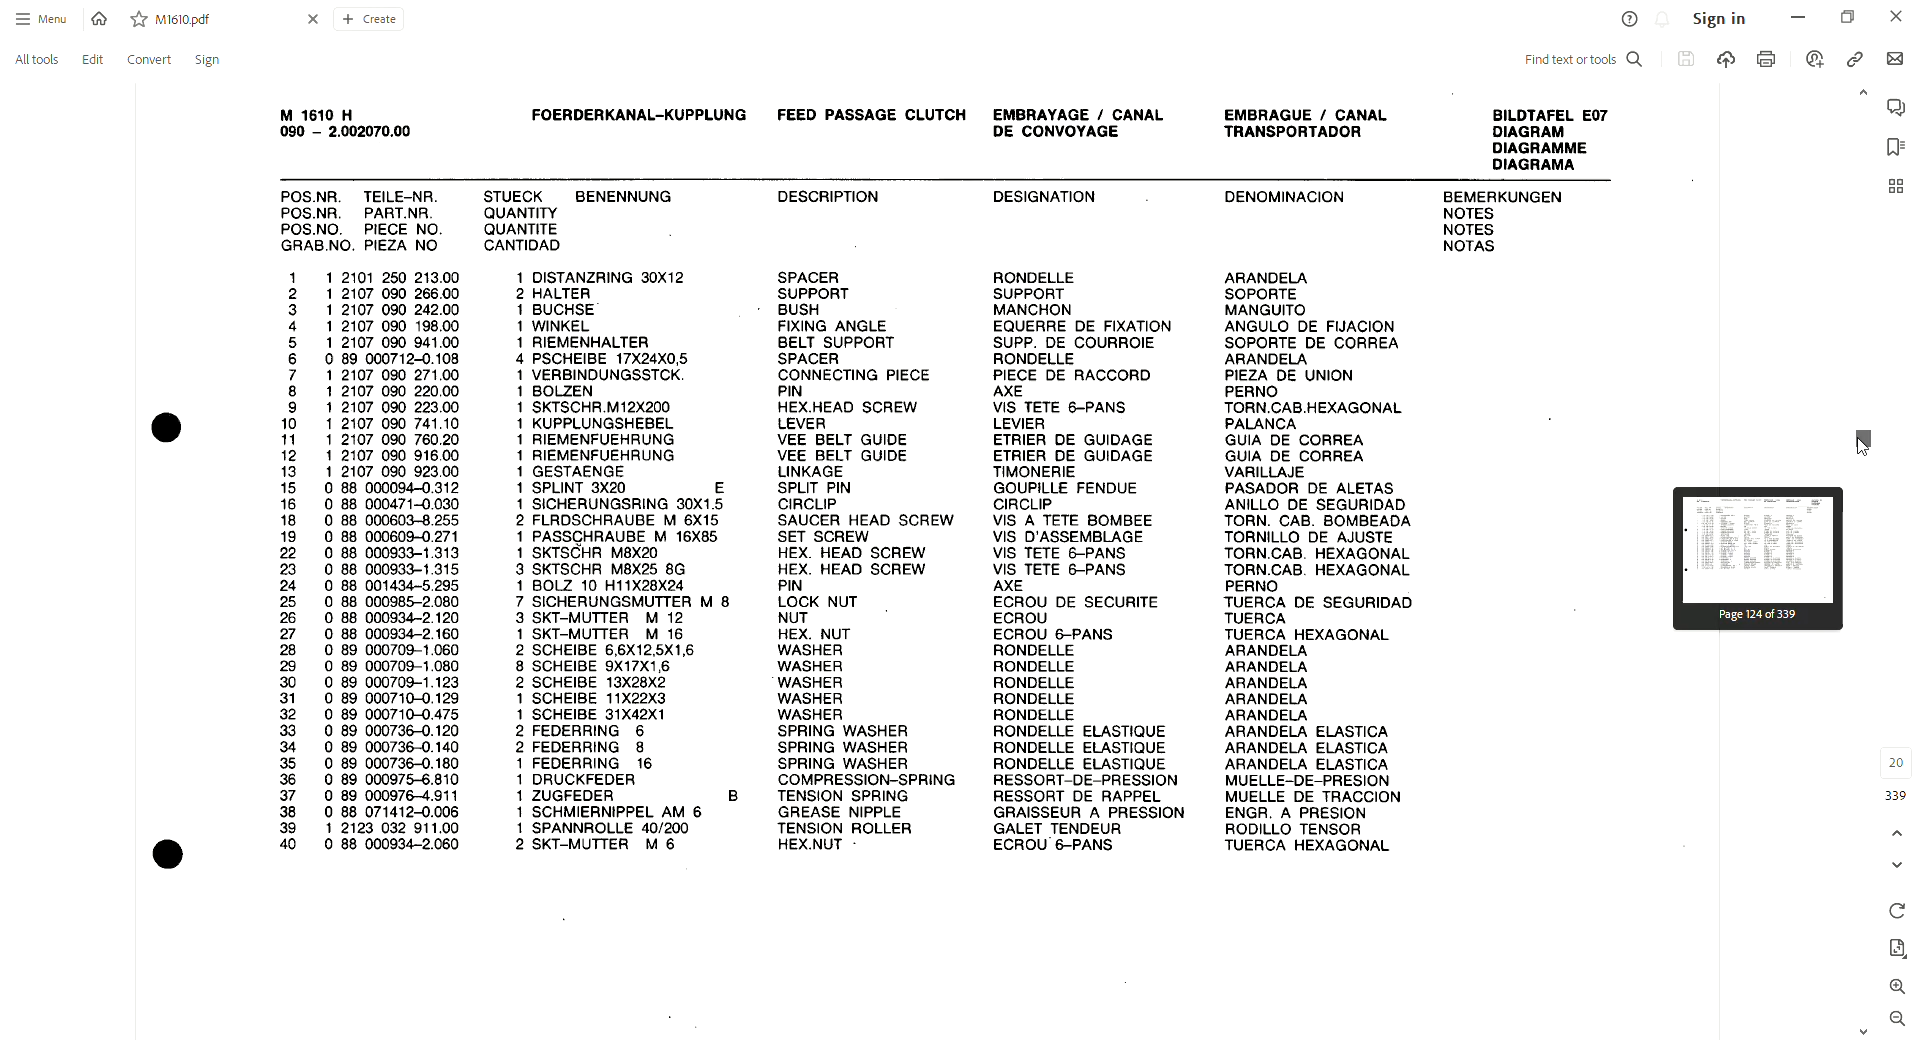 Menu M1610.pdf Create Sign in
All tools Edit Convert Sign Find text or tools
M 1610 H FOERDERKANAL–KUPPLUNG FEED PASSAGE CLUTCH EMBRAYAGE / CANAL EMBRAGUE / CANAL BILDTAFEL E07
090 – 2.002070.00 DE CONVOYAGE TRANSPORTADOR DIAGRAM
DIAGRAMME
DIAGRAMA
POS.NR. TEILE–NR. STUECK BENENNUNG DESCRIPTION DESIGNATION DENOMINACION BEMERKUNGEN
POS.NR. PART.NR. QUANTITY NOTES
POS.NO. PIECE NO. QUANTITE NOTES
GRAB.NO. PIEZA NO CANTIDAD NOTAS
1 1 2101 250 213.00 1 DISTANZRING 30X12 SPACER RONDELLE ARANDELA
2 1 2107 090 266.00 2 HALTER SUPPORT SUPPORT SOPORTE
3 1 2107 090 242.00 1 BUCHSE BUSH MANCHON MANGUITO
4 1 2107 090 198.00 1 WINKEL FIXING ANGLE EQUERRE DE FIXATION ANGULO DE FIJACION
5 1 2107 090 941.00 1 RIEMENHALTER BELT SUPPORT SUPP. DE COURROIE SOPORTE DE CORREA
6 0 89 000712–0.108 4 PSCHEIBE 17X24X0,5 SPACER RONDELLE ARANDELA
7 1 2107 090 271.00 1 VERBINDUNGSSTCK. CONNECTING PIECE PIECE DE RACCORD PIEZA DE UNION
8 1 2107 090 220.00 1 BOLZEN PIN AXE PERNO
9 1 2107 090 223.00 1 SKTSCHR.M12X200 HEX.HEAD SCREW VIS TETE 6–PANS TORN.CAB.HEXAGONAL
10 1 2107 090 741.10 1 KUPPLUNGSHEBEL LEVER LEVIER PALANCA
11 1 2107 090 760.20 1 RIEMENFUEHRUNG VEE BELT GUIDE ETRIER DE GUIDAGE GUIA DE CORREA
12 1 2107 090 916.00 1 RIEMENFUEHRUNG VEE BELT GUIDE ETRIER DE GUIDAGE GUIA DE CORREA
13 1 2107 090 923.00 1 GESTAENGE LINKAGE TIMONERIE VARILLAJE
15 0 88 000094–0.312 1 SPLINT 3X20 E SPLIT PIN GOUPILLE FENDUE PASADOR DE ALETAS
16 0 88 000471–0.030 1 SICHERUNGSRING 30X1.5 CIRCLIP CIRCLIP ANILLO DE SEGURIDAD
18 0 88 000603–8.255 2 FLRDSCHRAUBE M 6X15 SAUCER HEAD SCREW VIS A TETE BOMBEE TORN. CAB. BOMBEADA
19 0 88 000609–0.271 1 PASSCHRAUBE M 16X85 SET SCREW VIS D'ASSEMBLAGE TORNILLO DE AJUSTE
22 0 88 000933–1.313 1 SKTSCHR M8X20 HEX. HEAD SCREW VIS TETE 6–PANS TORN.CAB. HEXAGONAL
23 0 88 000933–1.315 3 SKTSCHR M8X25 8G HEX. HEAD SCREW VIS TETE 6–PANS TORN.CAB. HEXAGONAL
24 0 88 001434–5.295 1 BOLZ 10 H11X28X24 PIN AXE PERNO
25 0 88 000985–2.080 7 SICHERUNGSMUTTER M 8 LOCK NUT ECROU DE SECURITE TUERCA DE SEGURIDAD
26 0 88 000934–2.120 3 SKT–MUTTER M 12 NUT ECROU TUERCA
27 0 88 000934–2.160 1 SKT–MUTTER M 16 HEX. NUT ECROU 6–PANS TUERCA HEXAGONAL
28 0 89 000709–1.060 2 SCHEIBE 6,6X12,5X1,6 WASHER RONDELLE ARANDELA
29 0 89 000709–1.080 8 SCHEIBE 9X17X1,6 WASHER RONDELLE ARANDELA
30 0 89 000709–1.123 2 SCHEIBE 13X28X2 WASHER RONDELLE ARANDELA
31 0 89 000710–0.129 1 SCHEIBE 11X22X3 WASHER RONDELLE ARANDELA
32 0 89 000710–0.475 1 SCHEIBE 31X42X1 WASHER RONDELLE ARANDELA
33 0 89 000736–0.120 2 FEDERRING 6 SPRING WASHER RONDELLE ELASTIQUE ARANDELA ELASTICA
34 0 89 000736–0.140 2 FEDERRING 8 SPRING WASHER RONDELLE ELASTIQUE ARANDELA ELASTICA
35 0 89 000736–0.180 1 FEDERRING 16 SPRING WASHER RONDELLE ELASTIQUE ARANDELA ELASTICA
36 0 89 000975–6.810 1 DRUCKFEDER COMPRESSION–SPRING RESSORT–DE–PRESSION MUELLE–DE–PRESION
37 0 89 000976–4.911 1 ZUGFEDER B TENSION SPRING RESSORT DE RAPPEL MUELLE DE TRACCION
38 0 88 071412–0.006 1 SCHMIERNIPPEL AM 6 GREASE NIPPLE GRAISSEUR A PRESSION ENGR. A PRESION
39 1 2123 032 911.00 1 SPANNROLLE 40/200 TENSION ROLLER GALET TENDEUR RODILLO TENSOR
40 0 88 000934–2.060 2 SKT–MUTTER M 6 HEX.NUT ECROU 6–PANS TUERCA HEXAGONAL
Page 124 of 339
20
339